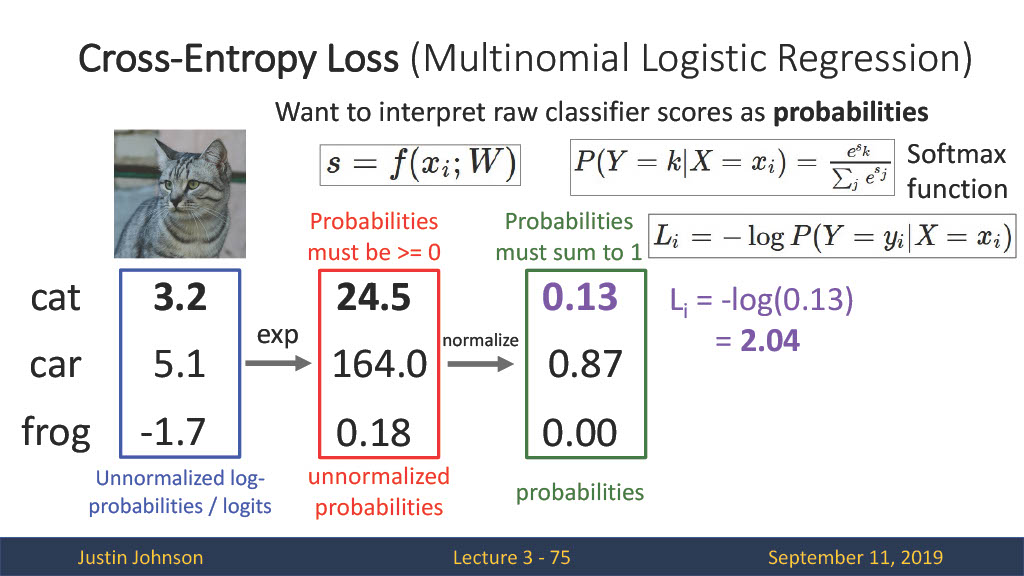 Cross-Entropy Loss (Multinomial Logistic Regression)
Want to interpret raw classifier scores as probabilities
s = f(x_i; W)
P(Y = k|X = x_i) = e^{s_k} / ∑_j e^{s_j}
Softmax
function
L_i = − log P(Y = y_i|X = x_i)
Probabilities
must be >= 0
Probabilities
must sum to 1
cat 3.2 24.5 0.13
L_i = -log(0.13)
= 2.04
exp
normalize
car 5.1 164.0 0.87
frog -1.7 0.18 0.00
Unnormalized log-
probabilities / logits
unnormalized
probabilities
probabilities
Justin Johnson
Lecture 3 - 75
September 11, 2019